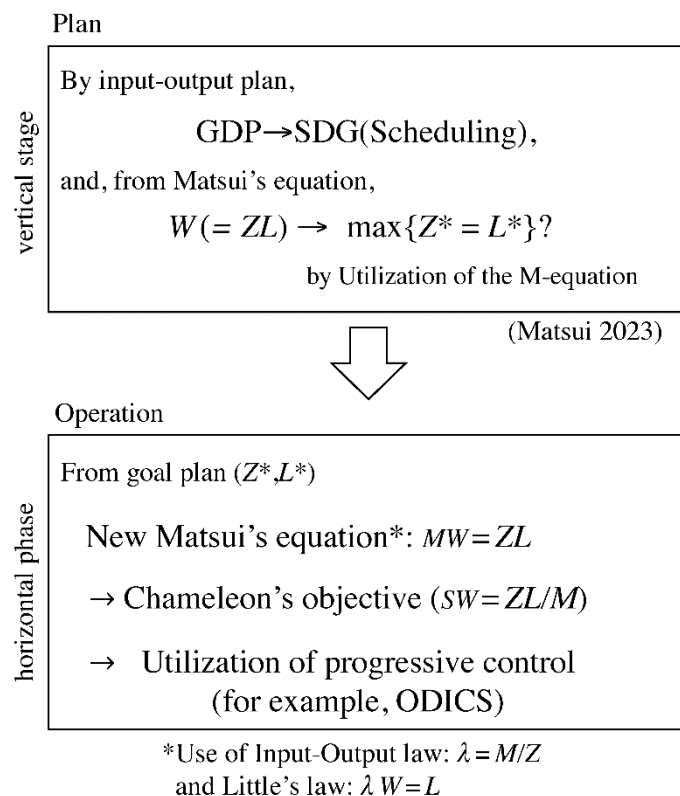 Plan
vertical stage
By input-output plan,
GDP→SDG(Scheduling),
and, from Matsui's equation,
W(= ZL) → max{Z* = L*}?
by Utilization of the M-equation
(Matsui 2023)
Operation
horizontal phase
From goal plan (Z*,L*)
New Matsui's equation*: MW = ZL
→ Chameleon's objective (SW = ZL/M)
→ Utilization of progressive control
(for example, ODICS)
*Use of Input-Output law: λ = M/Z
and Little's law: λ W = L